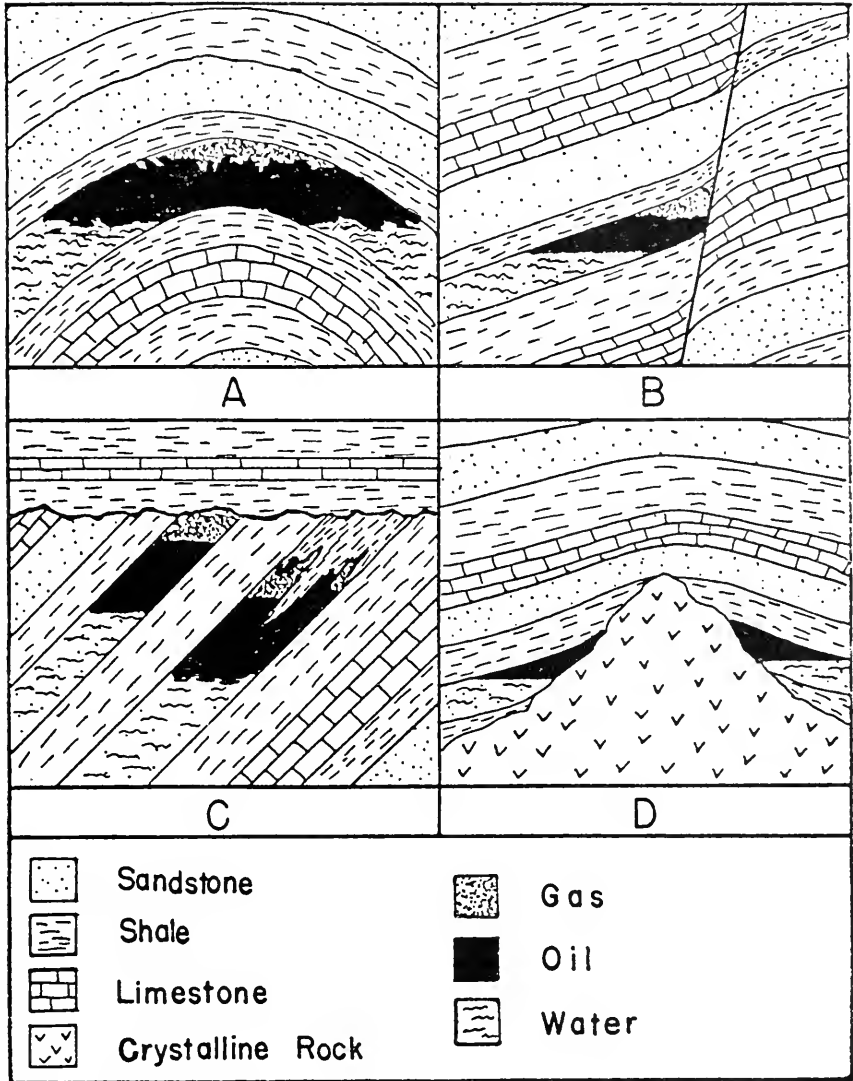 A
B
C
D
Sandstone
Shale
Limestone
Crystalline Rock
Gas
Oil
Water